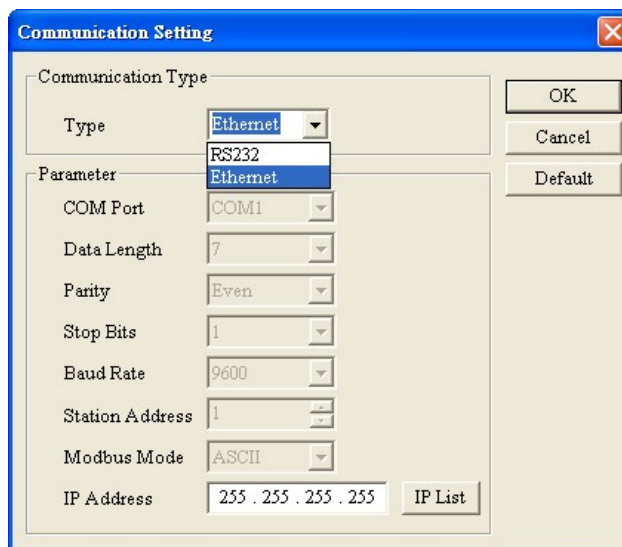 Communication Setting
Communication Type
Type Ethernet
RS232
Ethernet
OK
Cancel
Default
Parameter
COM Port COM1
Data Length 7
Parity Even
Stop Bits 1
Baud Rate 9600
Station Address 1
Modbus Mode ASCII
IP Address 255 . 255 . 255 . 255 IP List